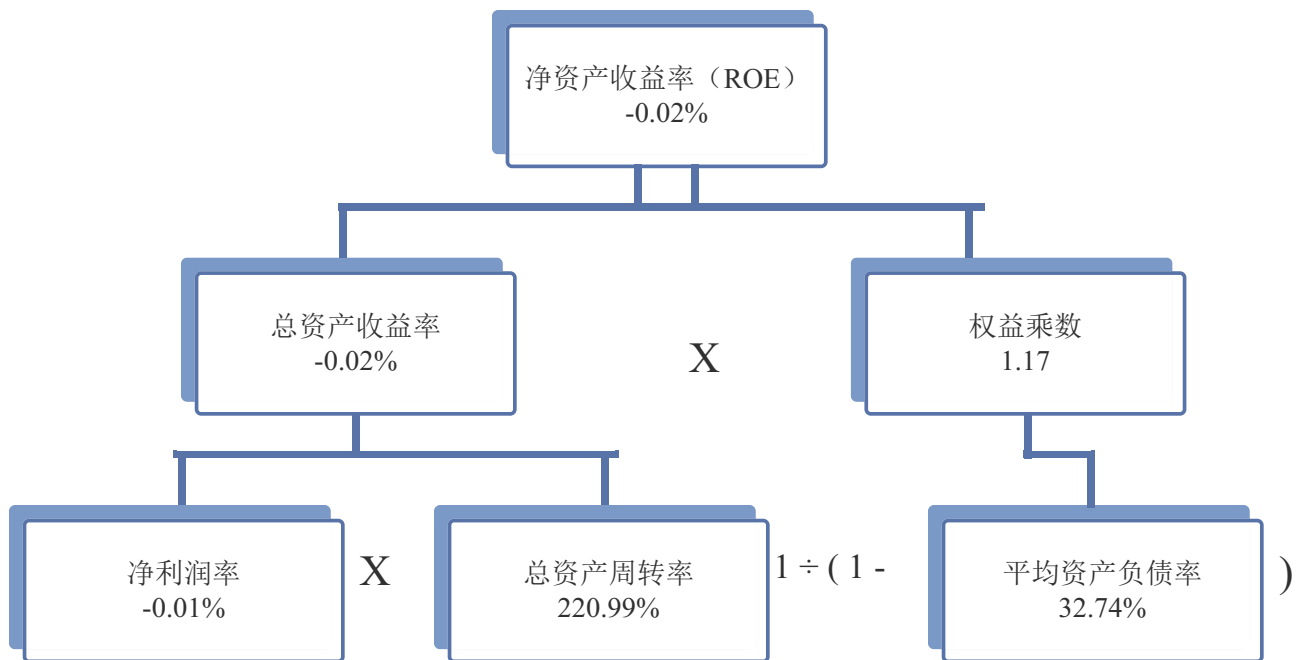 净资产收益率（ROE）
-0.02%
总资产收益率
-0.02%
X
权益乘数
1.17
净利润率
-0.01%
X
总资产周转率
220.99%
1 ÷ ( 1 -
平均资产负债率
32.74%
)